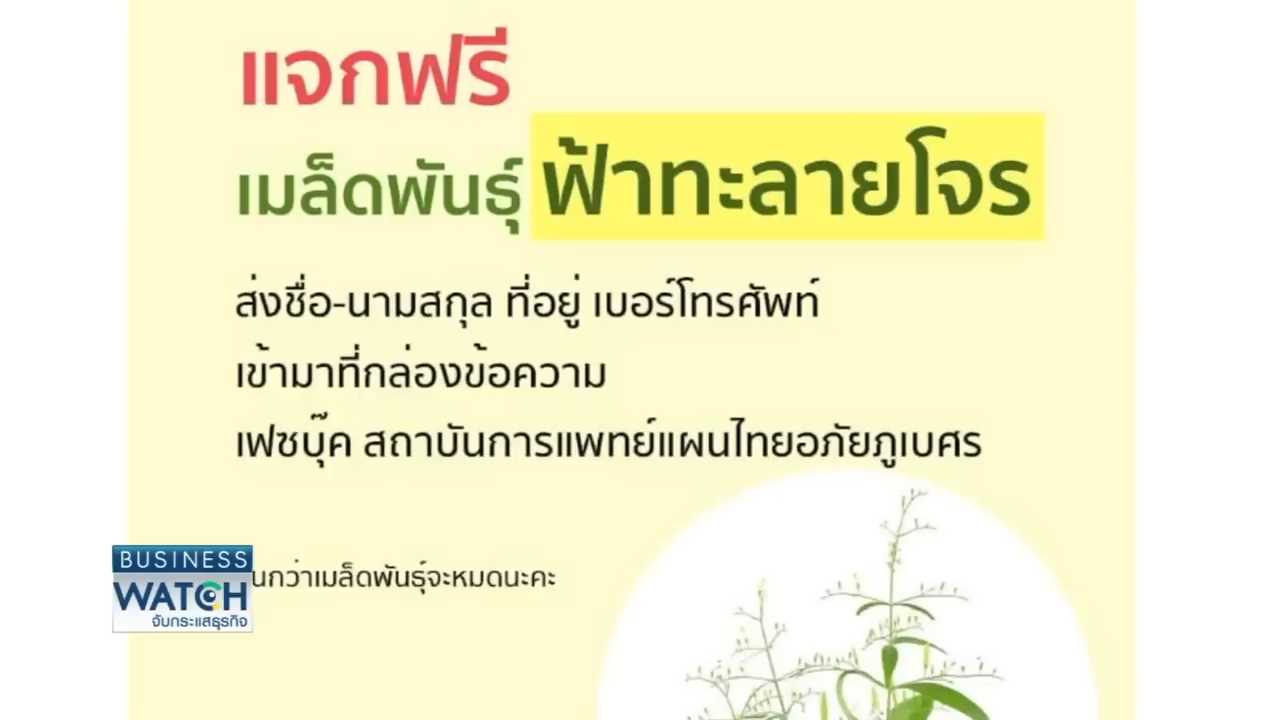 แจกฟรี
เมล็ดพันธุ์ ฟ้าทะลายโจร
ส่งชื่อ-นามสกุล ที่อยู่ เบอร์โทรศัพท์
เข้ามาที่กล่องข้อความ
เฟซบุ๊ค สถาบันการแพทย์แผนไทยอภัยภูเบศร
กว่าเมล็ดพันธุ์จะหมดนะคะ
BUSINESS
WATCH
จับกระแสธุรกิจ